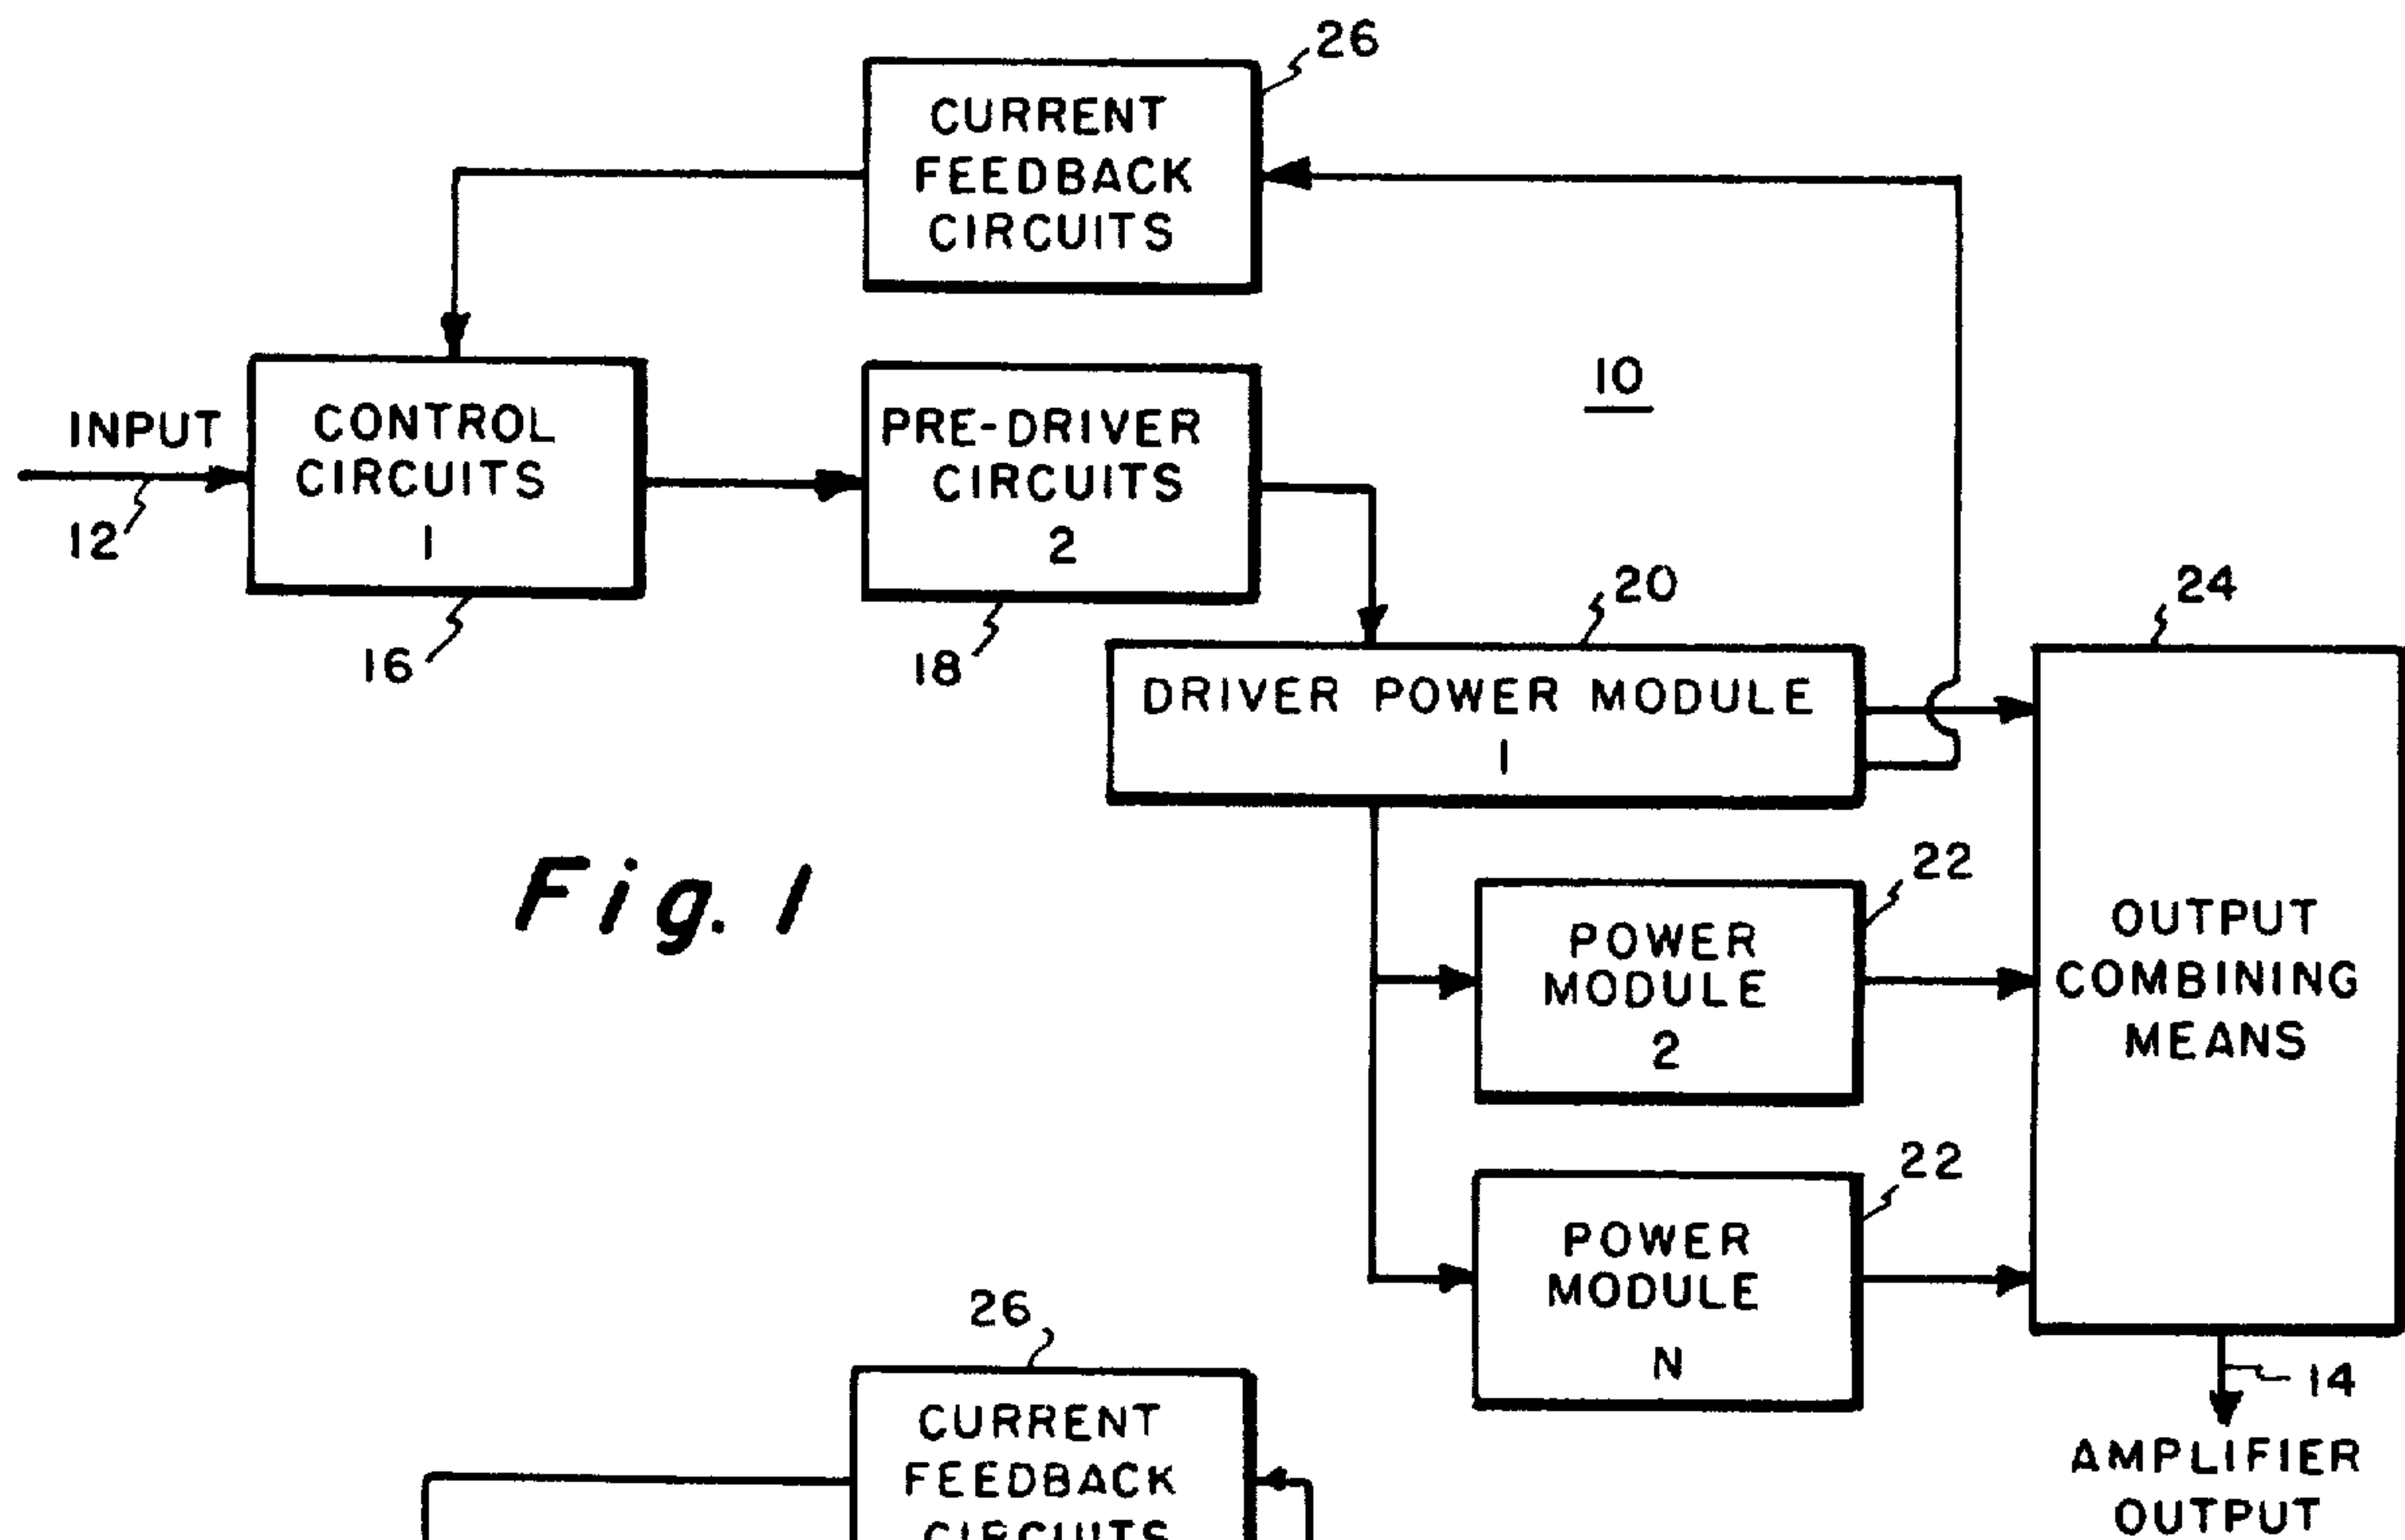 26
CURRENT
FEEDBACK
CIRCUITS
10
INPUT
12
CONTROL
CIRCUITS
1
16
PRE-DRIVER
CIRCUITS
2
18
20
DRIVER POWER MODULE
1
24
OUTPUT
COMBINING
MEANS
Fig. 1
22
POWER
MODULE
2
22
POWER
MODULE
N
14
AMPLIFIER
OUTPUT
26
CURRENT
FEEDBACK
CIRCUITS